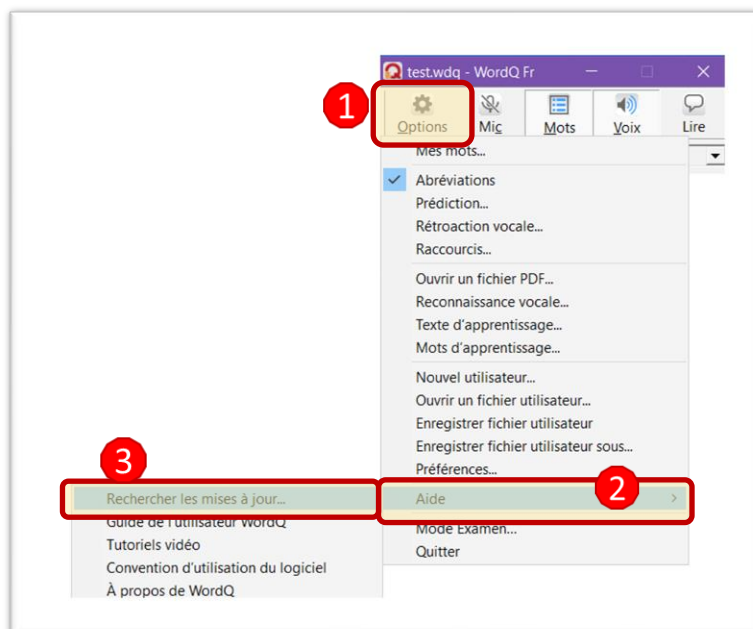 test.wdq - WordQ Fr
1
Options Mic Mots Voix Lire
Mes mots...
Abréviations
Prédiction...
Rétroaction vocale...
Raccourcis...
Ouvrir un fichier PDF...
Reconnaissance vocale...
Texte d'apprentissage...
Mots d'apprentissage...
Nouvel utilisateur...
Ouvrir un fichier utilisateur...
Enregistrer fichier utilisateur
Enregistrer fichier utilisateur sous...
Préférences...
2
Aide
Mode Examen...
Quitter
3
Rechercher les mises à jour...
Guide de l'utilisateur WordQ
Tutoriels vidéo
Convention d'utilisation du logiciel
À propos de WordQ